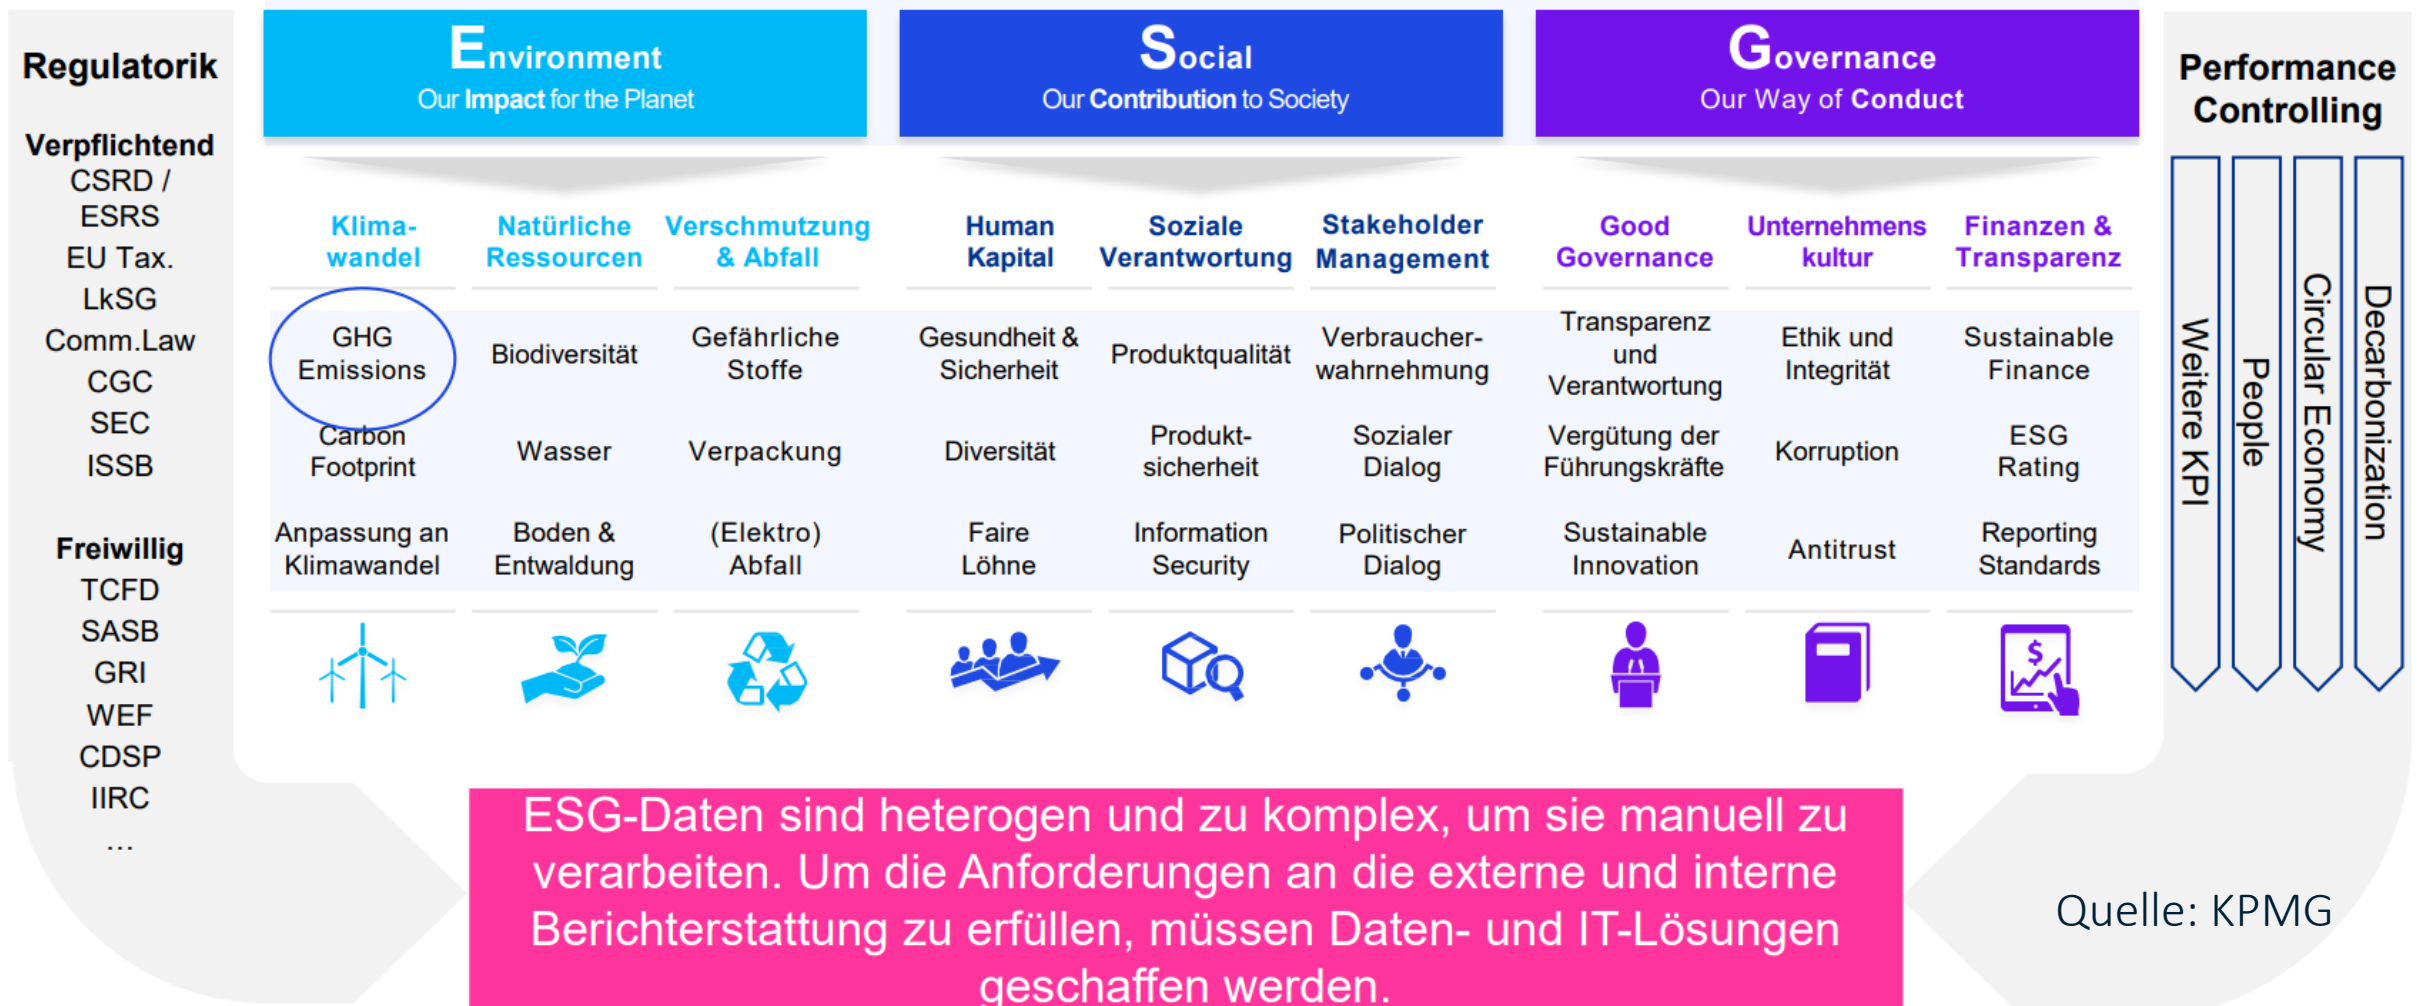 Regulatorik
Verpflichtend
CSRD /
ESRS
EU Tax.
LkSG
Comm.Law
CGC
SEC
ISSB
Freiwillig
TCFD
SASB
GRI
WEF
CDSP
IIRC
...
Environment
Our Impact for the Planet
Klima-
wandel
GHG
Emissions
Carbon
Footprint
Anpassung an
Klimawandel
Natürliche
Ressourcen
Biodiversität
Wasser
Boden &
Entwaldung
Verschmutzung
& Abfall
Gefährliche
Stoffe
Verpackung
(Elektro)
Abfall
Social
Our Contribution to Society
Human
Kapital
Gesundheit &
Sicherheit
Diversität
Faire
Löhne
Soziale
Verantwortung
Produktqualität
Produkt-
sicherheit
Information
Security
Stakeholder
Management
Verbraucher-
wahrnehmung
Sozialer
Dialog
Politischer
Dialog
Governance
Our Way of Conduct
Good
Governance
Transparenz
und
Verantwortung
Vergütung der
Führungskräfte
Sustainable
Innovation
Unternehmens
kultur
Ethik und
Integrität
Korruption
Antitrust
Finanzen &
Transparenz
Sustainable
Finance
ESG
Rating
Reporting
Standards
$
Performance
Controlling
Weitere KPI
People
Circular Economy
Decarbonization
ESG-Daten sind heterogen und zu komplex, um sie manuell zu
verarbeiten. Um die Anforderungen an die externe und interne
Berichterstattung zu erfüllen, müssen Daten- und IT-Lösungen
geschaffen werden.
Quelle: KPMG